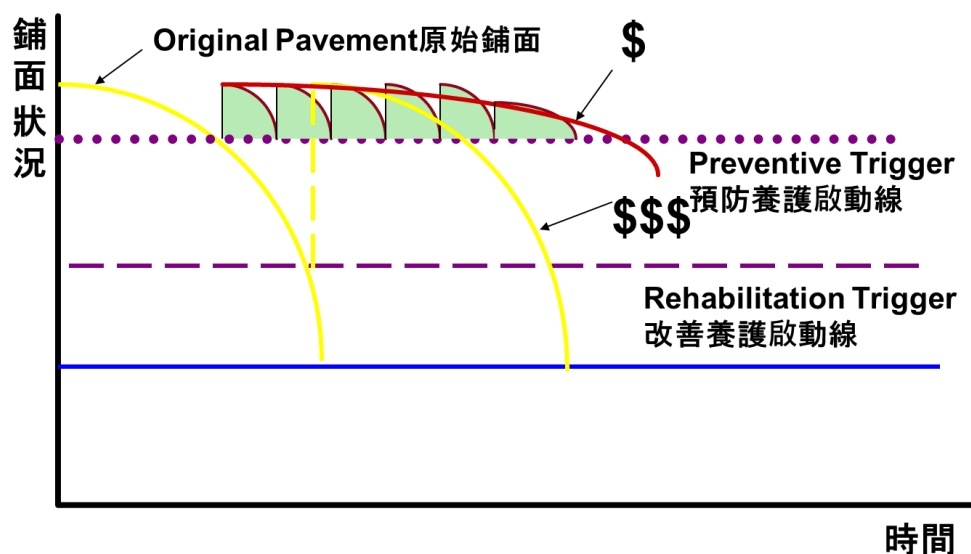 鋪面狀況
Original Pavement原始鋪面
$
Preventive Trigger
預防養護啟動線
$$$
Rehabilitation Trigger
改善養護啟動線
時間